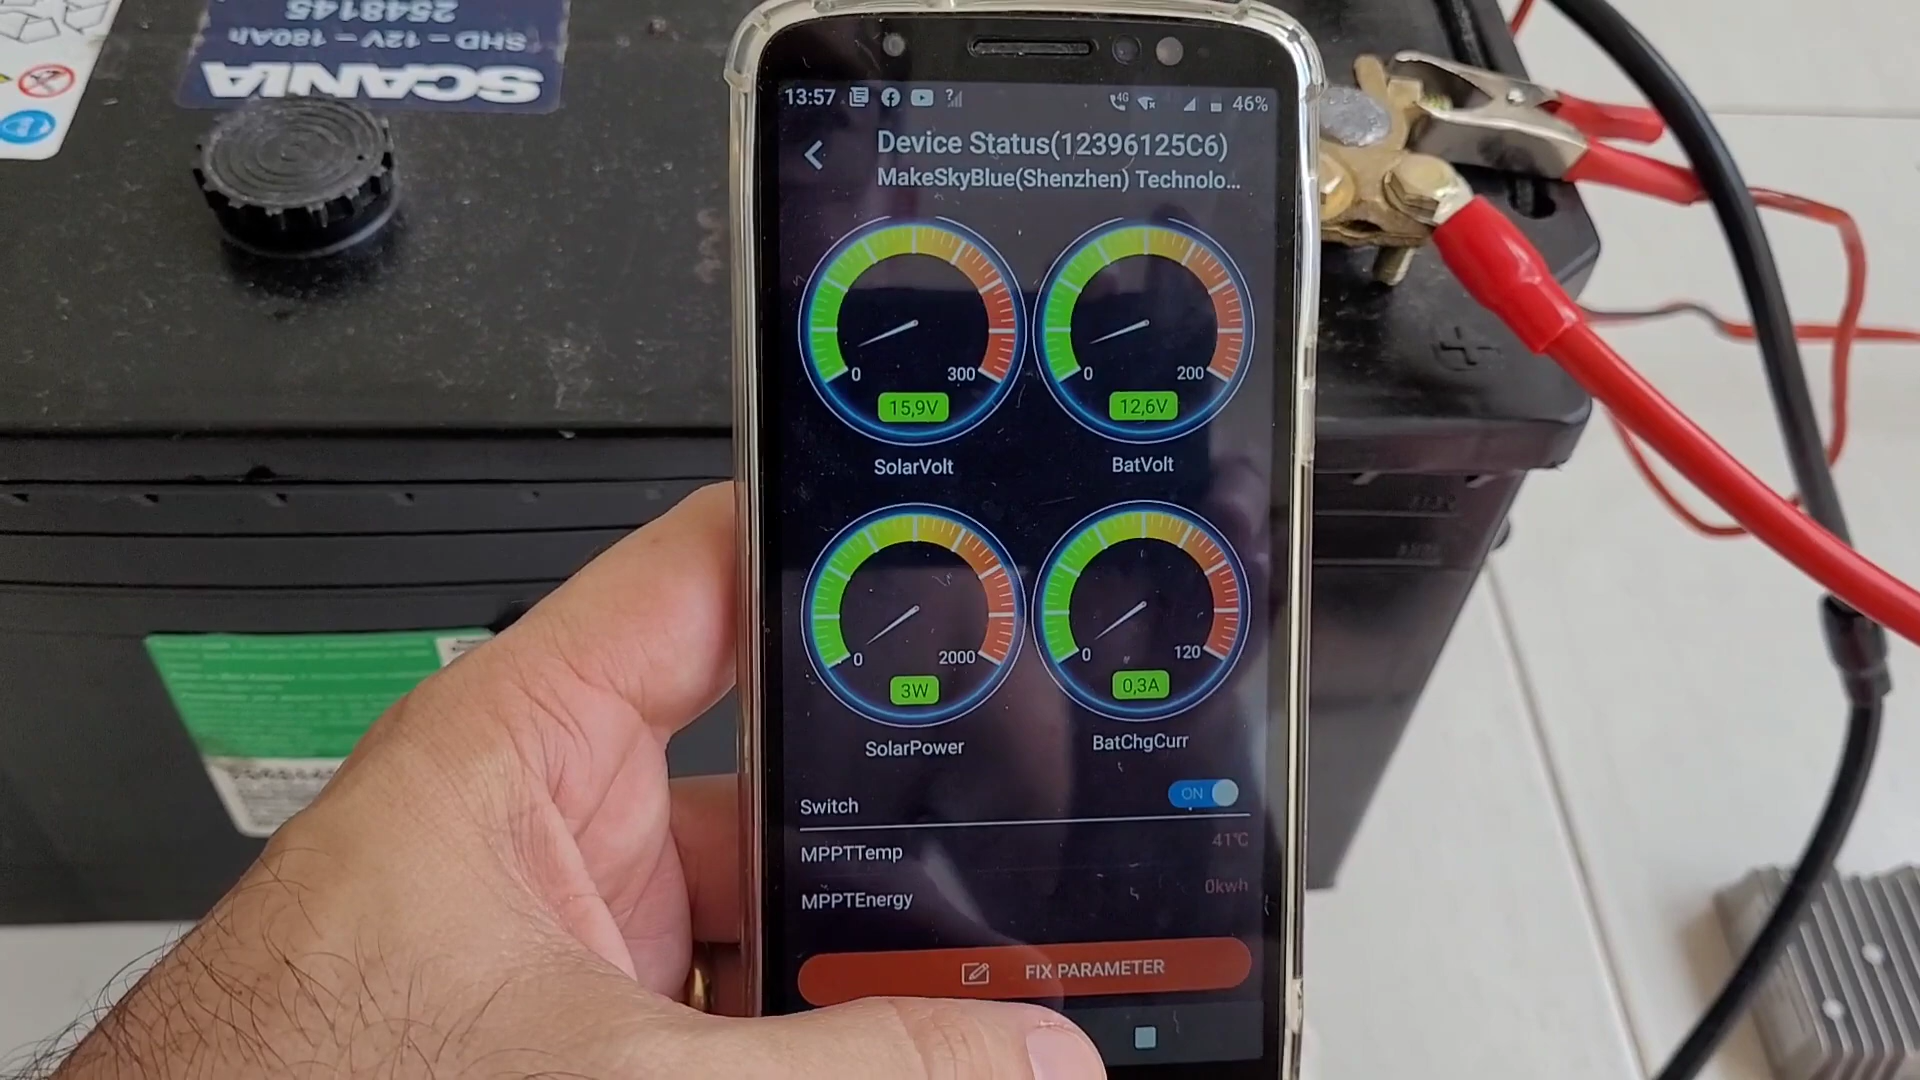 2548145
SHD – 12V – 180Ah
SCANIA
13:57
4G
46%
Device Status(12396125C6)
MakeSkyBlue(Shenzhen) Technolo...
0
300
15,9V
SolarVolt
0
200
12,6V
BatVolt
0
2000
3W
SolarPower
0
120
0,3A
BatChgCurr
Switch
ON
MPPTTemp
41℃
MPPTEnergy
0kwh
FIX PARAMETER